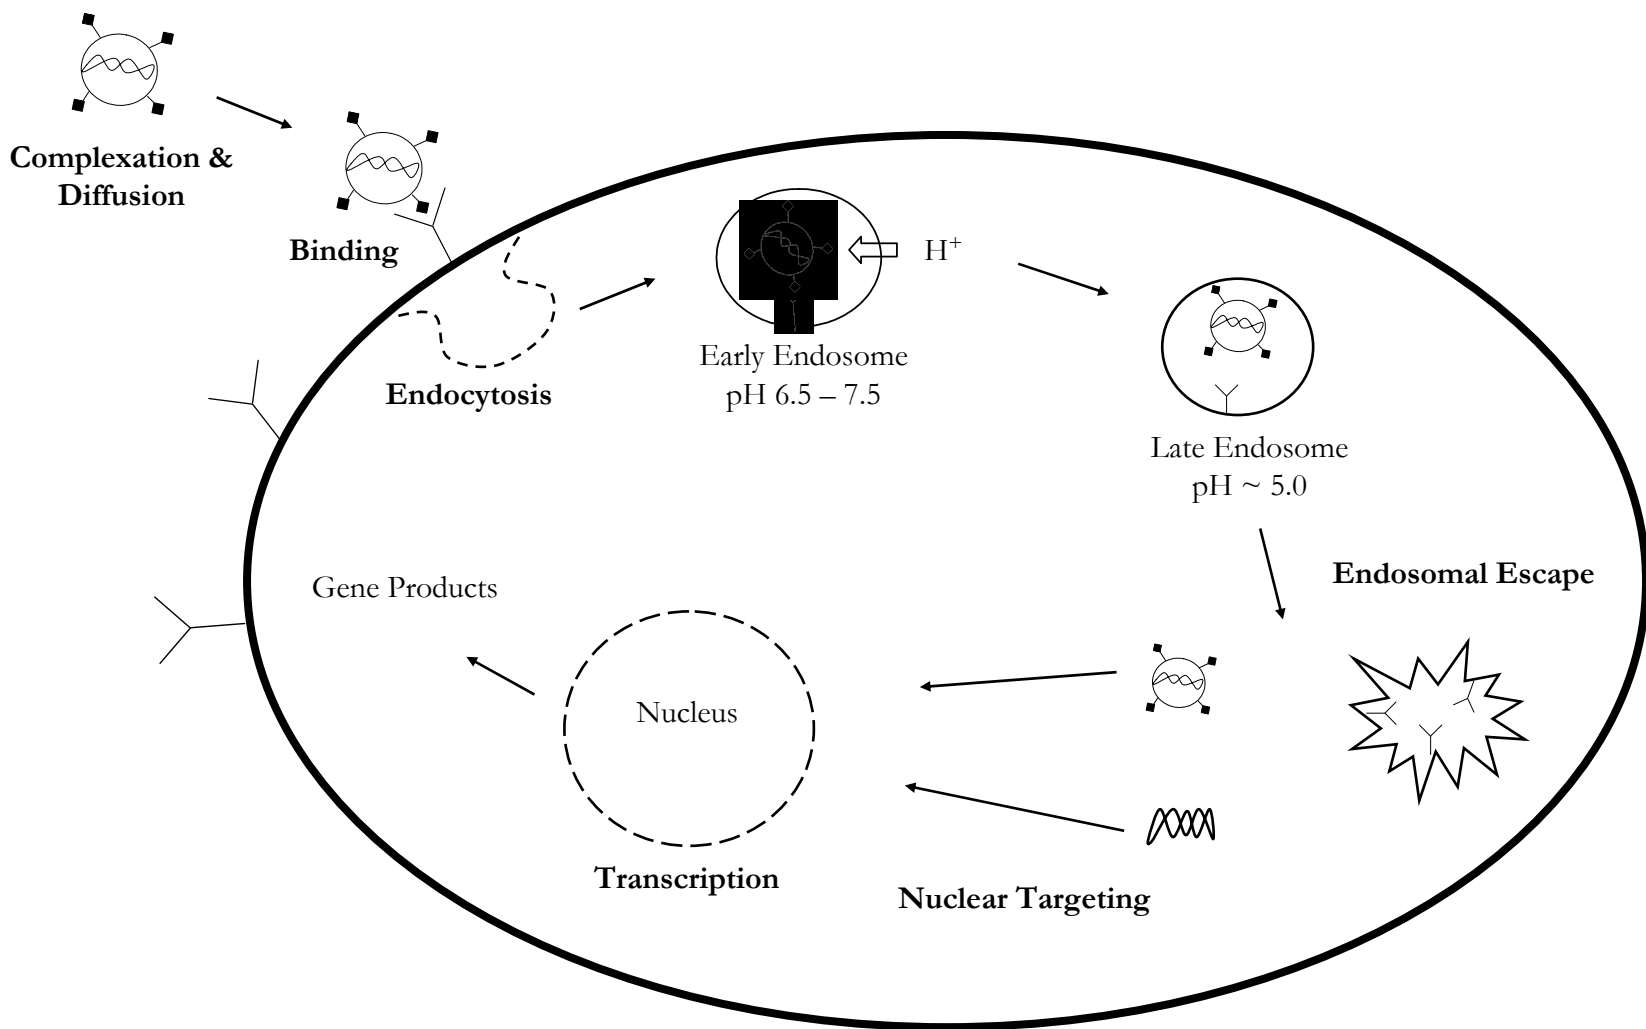 Complexation &
Diffusion
Binding
Endocytosis
H⁺
Early Endosome
pH 6.5 – 7.5
Late Endosome
pH ~ 5.0
Endosomal Escape
Gene Products
Nucleus
Transcription
Nuclear Targeting